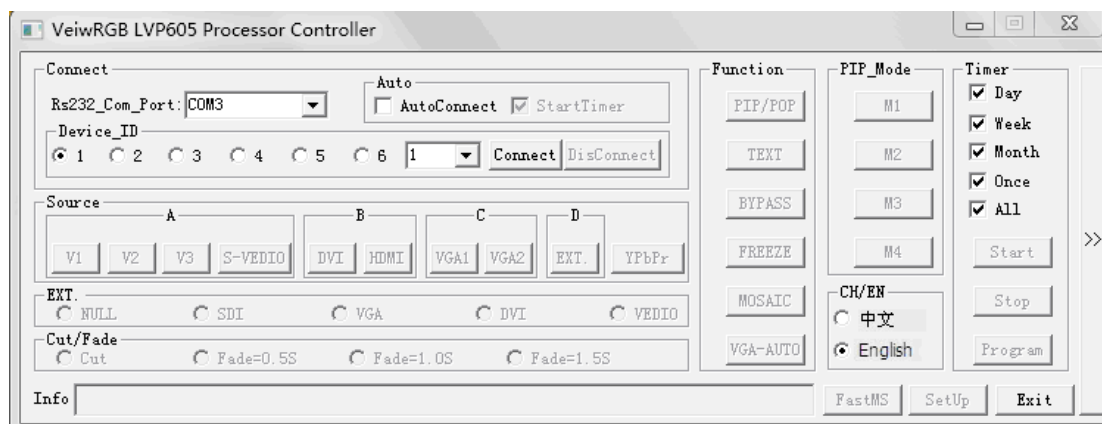 VeiwRGB LVP605 Processor Controller
Connect
Rs232_Com_Port: COM3
Auto
AutoConnect StartTimer
Device_ID
1 2 3 4 5 6 1 Connect DisConnect
Source
A B C D
V1 V2 V3 S-VEDIO DVI HDMI VGA1 VGA2 EXT. YPbPr
EXT.
NULL SDI VGA DVI VEDIO
Cut/Fade
Cut Fade=0.5S Fade=1.0S Fade=1.5S
Function
PIP/POP
TEXT
BYPASS
FREEZE
MOSAIC
VGA-AUTO
PIP_Mode
M1
M2
M3
M4
CH/EN
中文
English
Timer
Day
Week
Month
Once
All
Start
Stop
Program
>>
Info
FastMS SetUp Exit